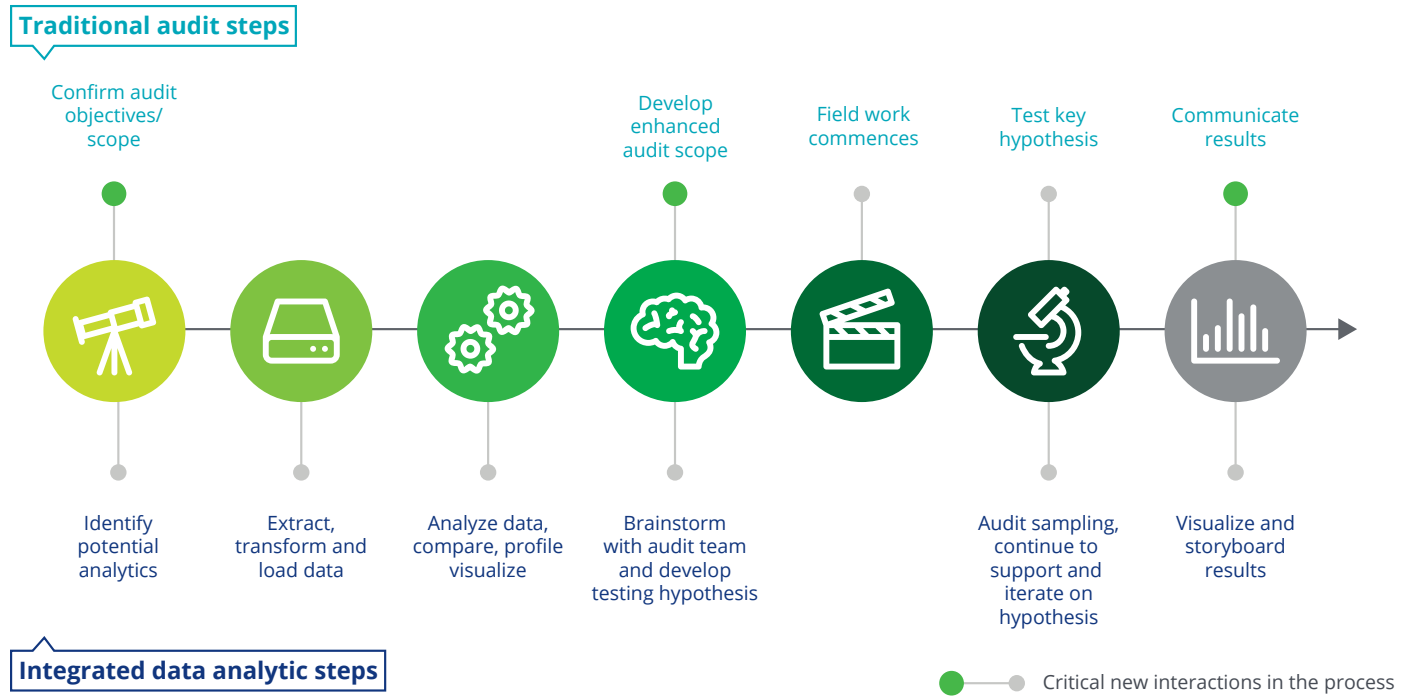 Traditional audit steps
Confirm audit
objectives/
scope
Develop
enhanced
audit scope
Field work
commences
Test key
hypothesis
Communicate
results
Identify
potential
analytics
Extract,
transform and
load data
Analyze data,
compare, profile
visualize
Brainstorm
with audit team
and develop
testing hypothesis
Audit sampling,
continue to
support and
iterate on
hypothesis
Visualize and
storyboard
results
Integrated data analytic steps
Critical new interactions in the process